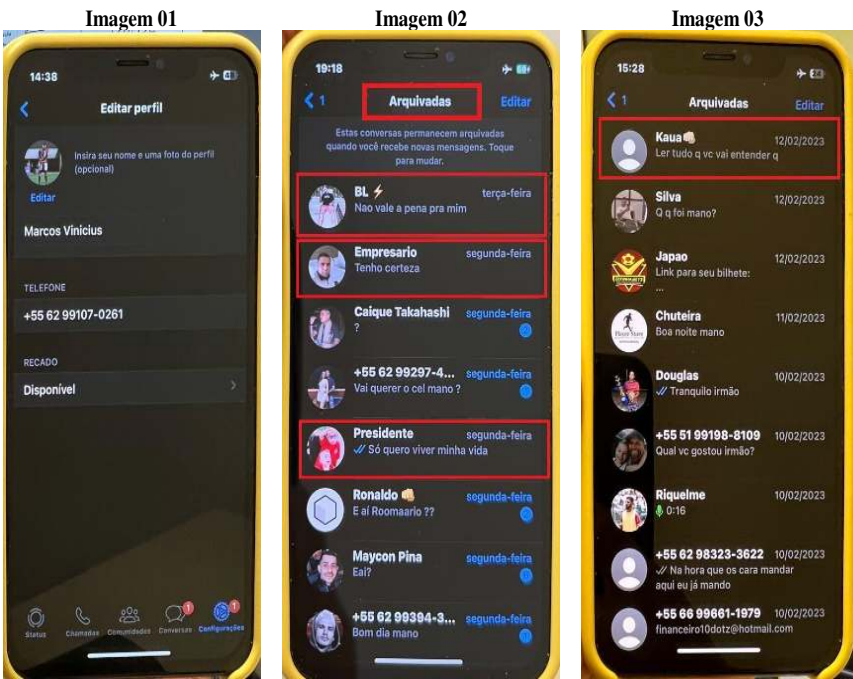 Imagem 01
14:38
Editar perfil
Insira seu nome e uma foto do perfil
(opcional)
Editar
Marcos Vinicius
TELEFONE
+55 62 99107-0261
RECADO
Disponível
Status Chamadas Comunidades Conversas Configurações
1 1
Imagem 02
19:18
1 Arquivadas Editar
Estas conversas permanecem arquivadas
quando você recebe novas mensagens. Toque
para mudar.
BL⚡ terça-feira
Nao vale a pena pra mim
Empresario segunda-feira
Tenho certeza
Caique Takahashi segunda-feira
?
+55 62 99297-4... segunda-feira
Vai querer o cel mano ?
Presidente segunda-feira
Só quero viver minha vida
Ronaldo👊 segunda-feira
E aí Roomaario ??
Maycon Pina segunda-feira
Eai?
+55 62 99394-3... segunda-feira
Bom dia mano
Imagem 03
15:28
1 Arquivadas Editar
Kaua👊 12/02/2023
Ler tudo q vc vai entender q
Silva 12/02/2023
Q q foi mano?
Japao 12/02/2023
Link para seu bilhete:
...
Chuteira 11/02/2023
Boa noite mano
Douglas 10/02/2023
Tranquilo irmão
+55 51 99198-8109 10/02/2023
Qual vc gostou irmão?
Riquelme 10/02/2023
0:16
+55 62 98323-3622 10/02/2023
Na hora que os cara mandar
aqui eu já mando
+55 66 99661-1979 10/02/2023
financeiro10dotz@hotmail.com